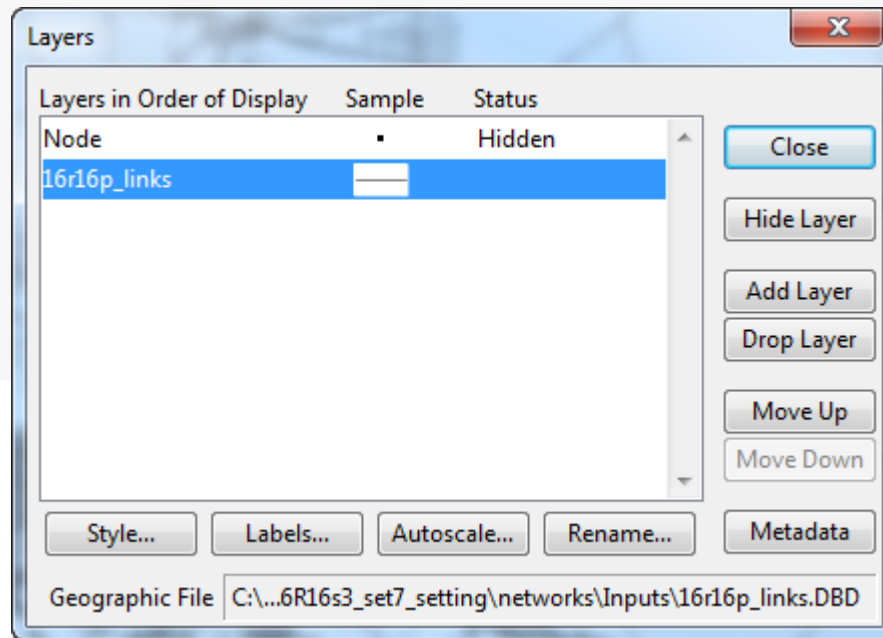 Layers
Layers in Order of Display Sample Status
Node Hidden
16r16p_links
Close
Hide Layer
Add Layer
Drop Layer
Move Up
Move Down
Style... Labels... Autoscale... Rename... Metadata
Geographic File C:\...6R16s3_set7_setting\networks\Inputs\16r16p_links.DBD